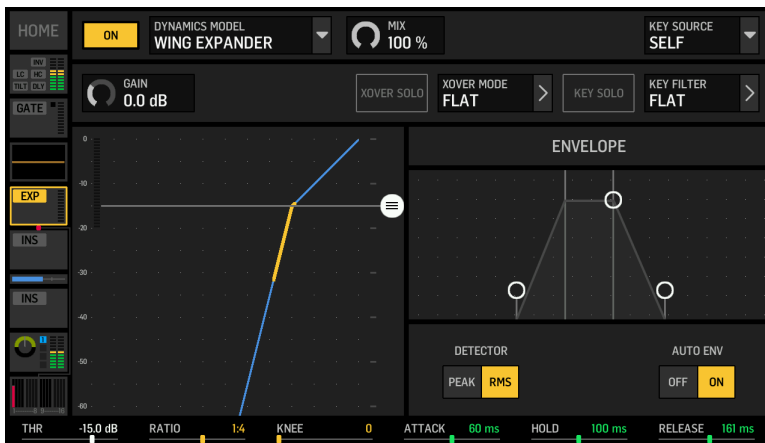 HOME
ON
DYNAMICS MODEL
WING EXPANDER
MIX
100 %
KEY SOURCE
SELF
INV
LC HC
TILT DLY
GATE
EXP
INS
INS
GAIN
0.0 dB
XOVER SOLO
XOVER MODE
FLAT
KEY SOLO
KEY FILTER
FLAT
0
-10
-20
-30
-40
-50
-60
ENVELOPE
DETECTOR
PEAK RMS
AUTO ENV
OFF ON
THR -15.0 dB
RATIO 1:4
KNEE 0
ATTACK 60 ms
HOLD 100 ms
RELEASE 161 ms